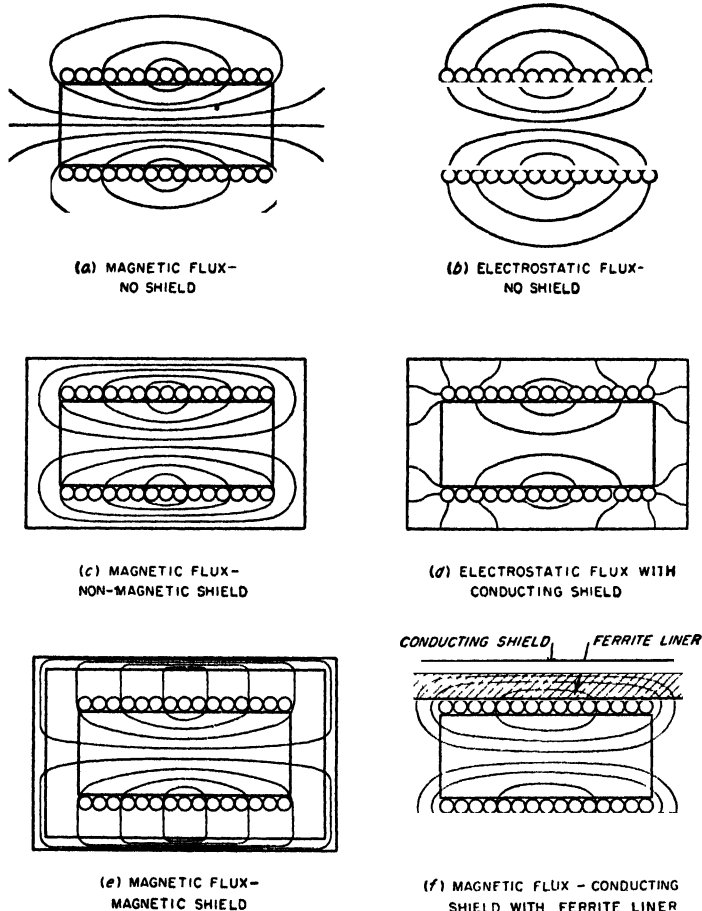 (a) MAGNETIC FLUX-
NO SHIELD
(b) ELECTROSTATIC FLUX-
NO SHIELD
(c) MAGNETIC FLUX-
NON-MAGNETIC SHIELD
(d) ELECTROSTATIC FLUX WITH
CONDUCTING SHIELD
CONDUCTING SHIELD
FERRITE LINER
(e) MAGNETIC FLUX-
MAGNETIC SHIELD
(f) MAGNETIC FLUX - CONDUCTING
SHIELD WITH FERRITE LINER